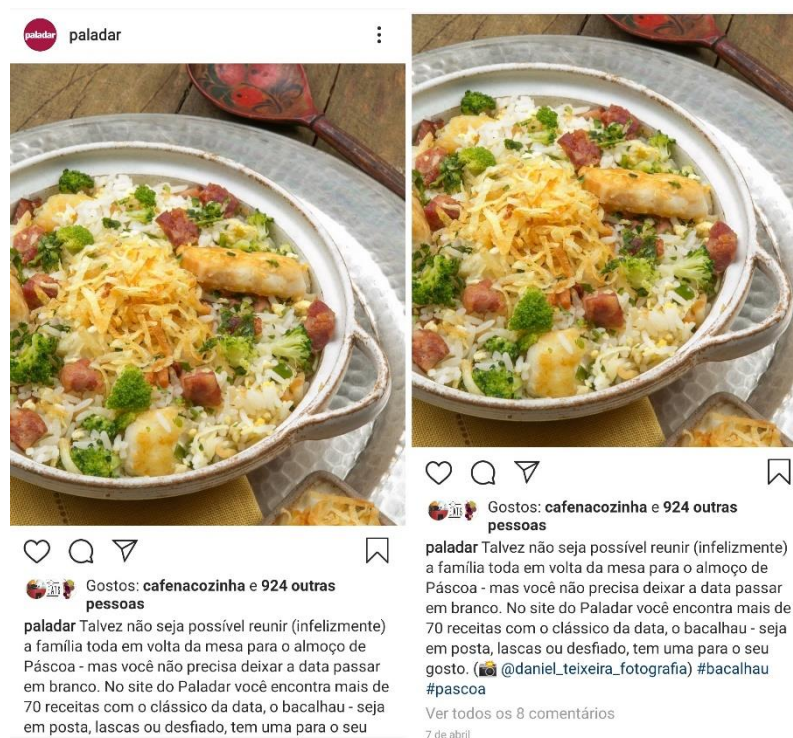 paladar
paladar
Gostos: cafenacozinha e 924 outras
pessoas
paladar Talvez não seja possível reunir (infelizmente)
a família toda em volta da mesa para o almoço de
Páscoa - mas você não precisa deixar a data passar
em branco. No site do Paladar você encontra mais de
70 receitas com o clássico da data, o bacalhau - seja
em posta, lascas ou desfiado, tem uma para o seu
Gostos: cafenacozinha e 924 outras
pessoas
paladar Talvez não seja possível reunir (infelizmente)
a família toda em volta da mesa para o almoço de
Páscoa - mas você não precisa deixar a data passar
em branco. No site do Paladar você encontra mais de
70 receitas com o clássico da data, o bacalhau - seja
em posta, lascas ou desfiado, tem uma para o seu
gosto. (📸 @daniel_teixeira_fotografia) #bacalhau
#pascoa
Ver todos os 8 comentários
7 de abril